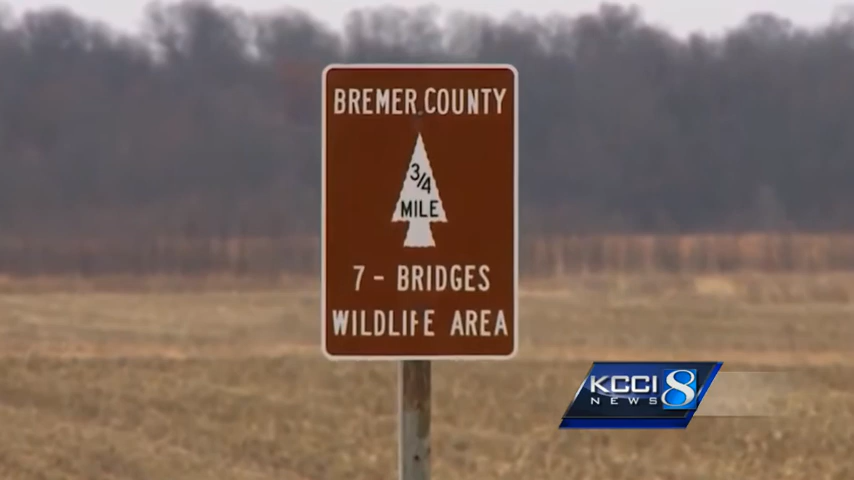 BREMER COUNTY
3/4
MILE
7 - BRIDGES
WILDLIFE AREA
KCCI 8
NEWS